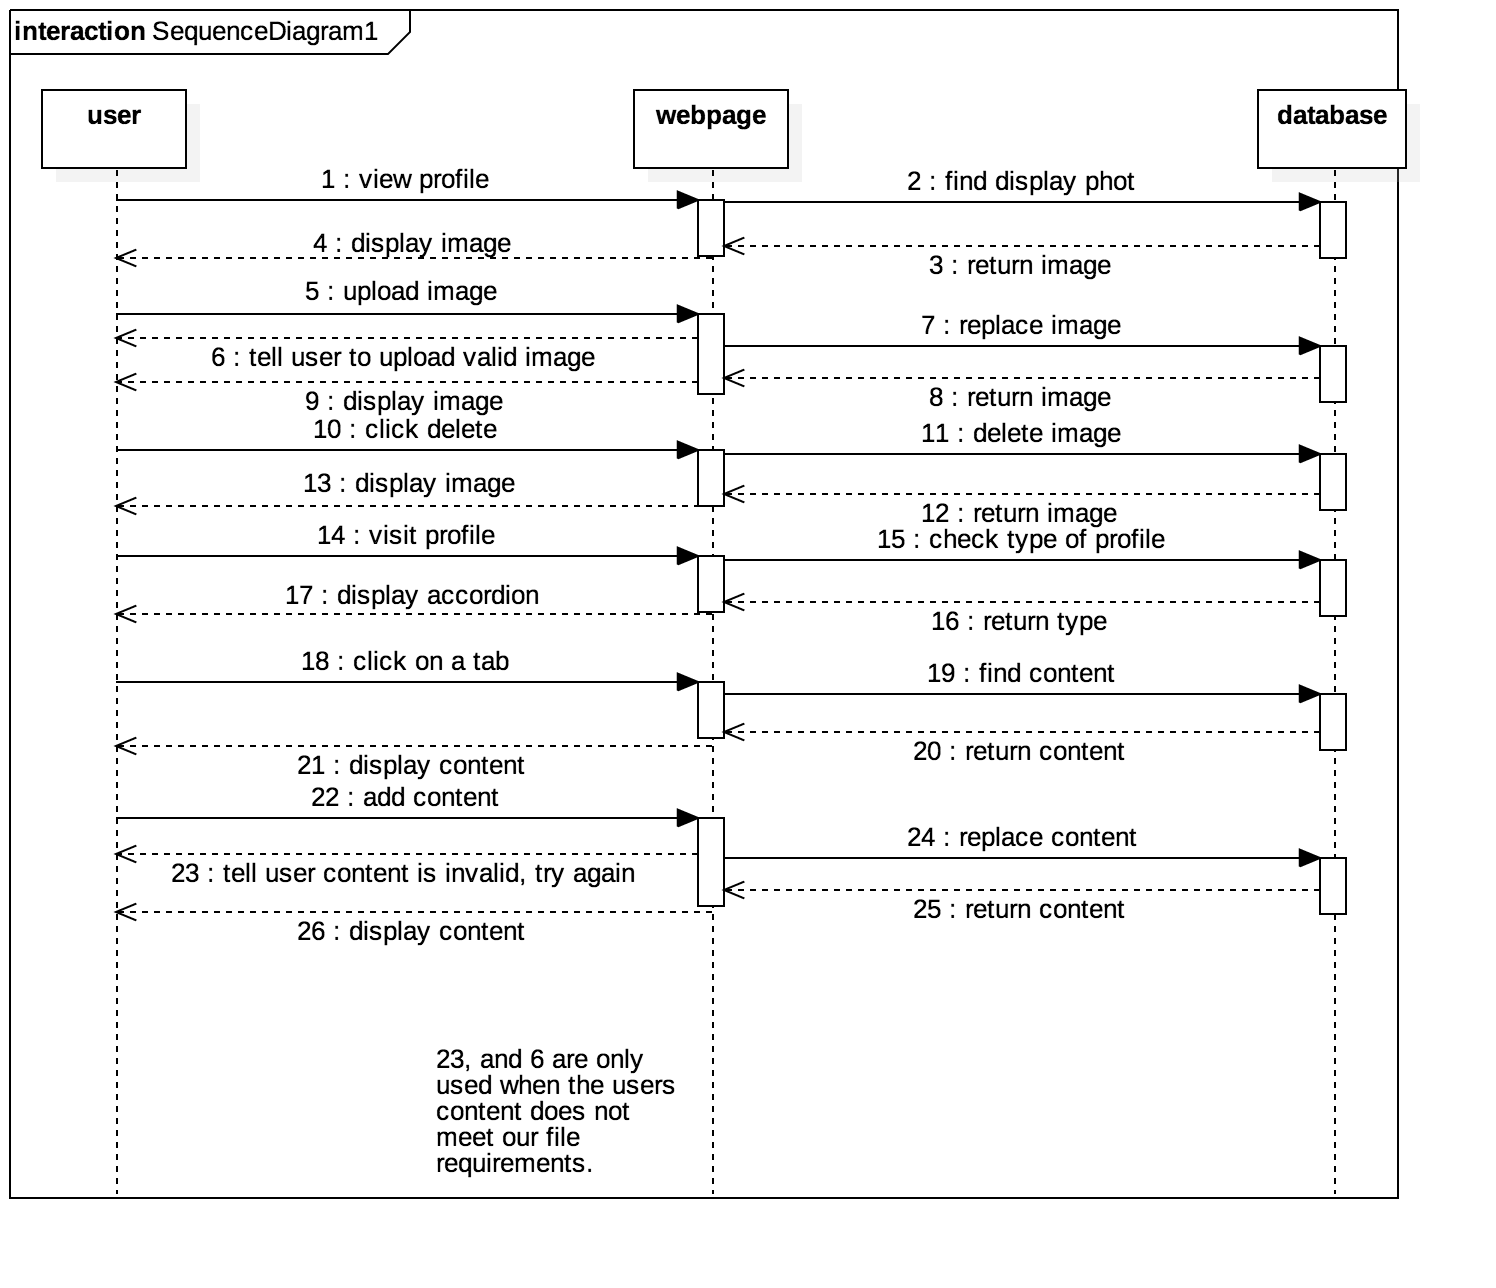 interaction SequenceDiagram1
user
webpage
database
1 : view profile
2 : find display phot
4 : display image
3 : return image
5 : upload image
7 : replace image
6 : tell user to upload valid image
8 : return image
9 : display image
10 : click delete
11 : delete image
13 : display image
12 : return image
14 : visit profile
15 : check type of profile
17 : display accordion
16 : return type
18 : click on a tab
19 : find content
20 : return content
21 : display content
22 : add content
24 : replace content
23 : tell user content is invalid, try again
25 : return content
26 : display content
23, and 6 are only
used when the users
content does not
meet our file
requirements.